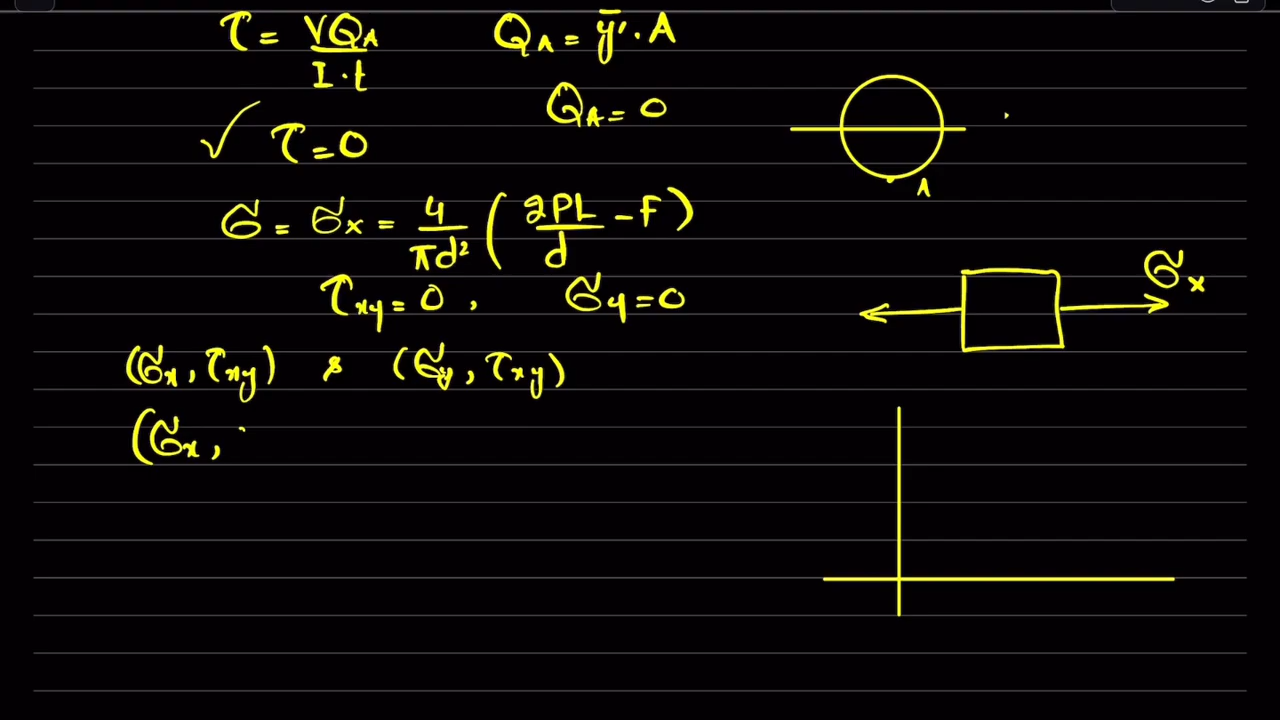 τ = VQ_A / I·t    Q_A = ȳ'·A
Q_A = 0
✓ τ = 0
A
σ = σx = 4/πd² (2PL/d - F)
τxy = 0 ,    σy = 0
σx
(σx, τxy) & (σy, τxy)
(σx,